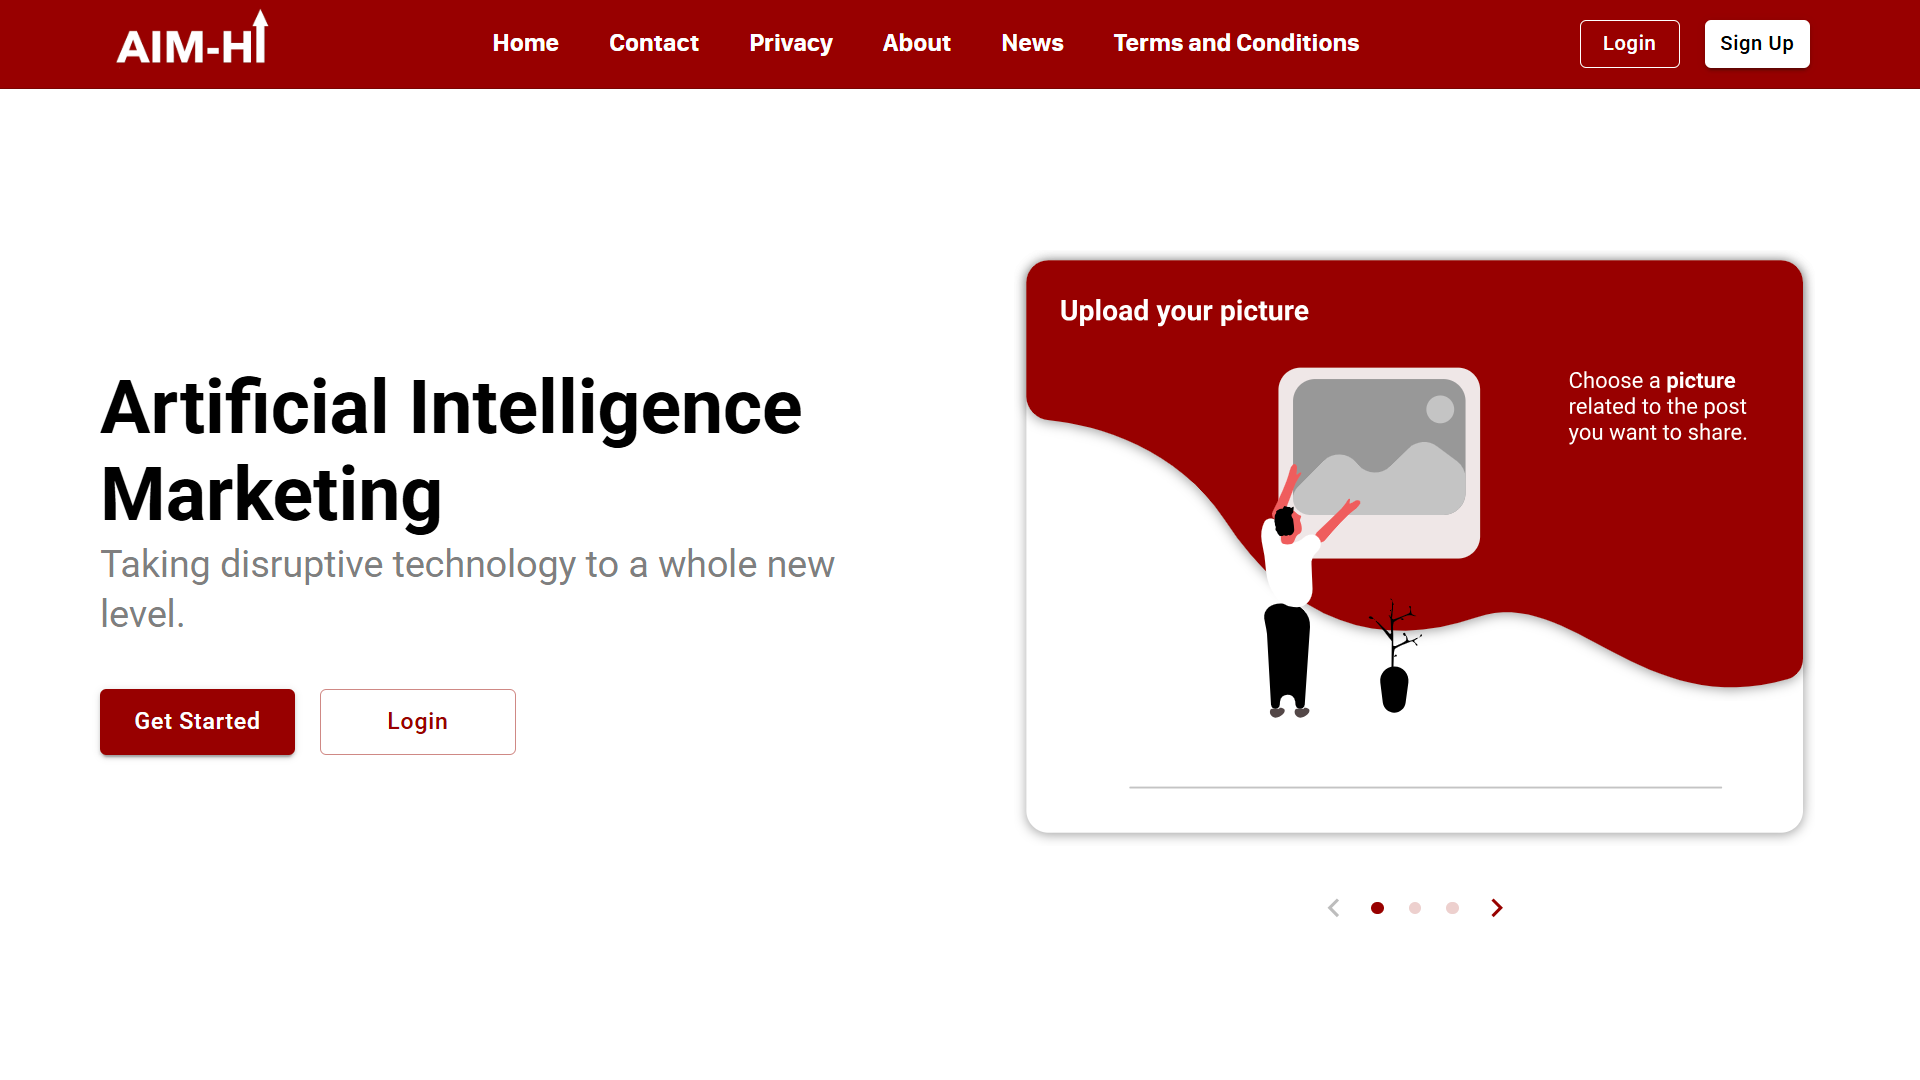 AIM-HI
Home Contact Privacy About News Terms and Conditions
Login Sign Up
Artificial Intelligence
Marketing
Taking disruptive technology to a whole new
level.
Get Started Login
Upload your picture
Choose a picture
related to the post
you want to share.